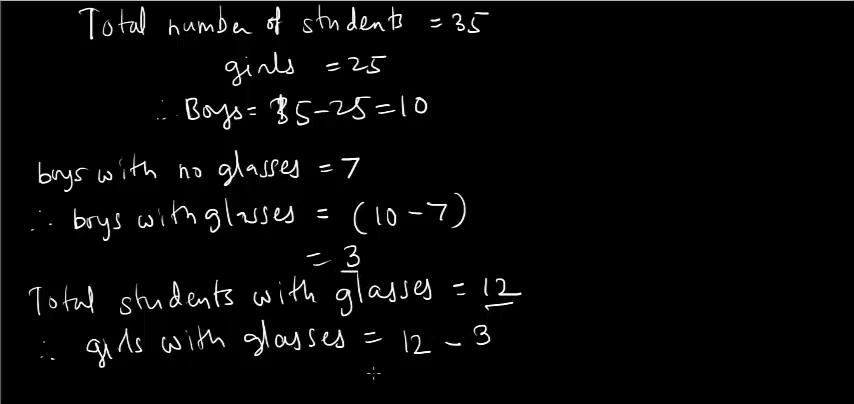 Total number of students = 35
girls = 25
∴ Boys = 35 - 25 = 10
boys with no glasses = 7
∴ boys with glasses = (10 - 7)
= 3
Total students with glasses = 12
∴ girls with glasses = 12 - 3